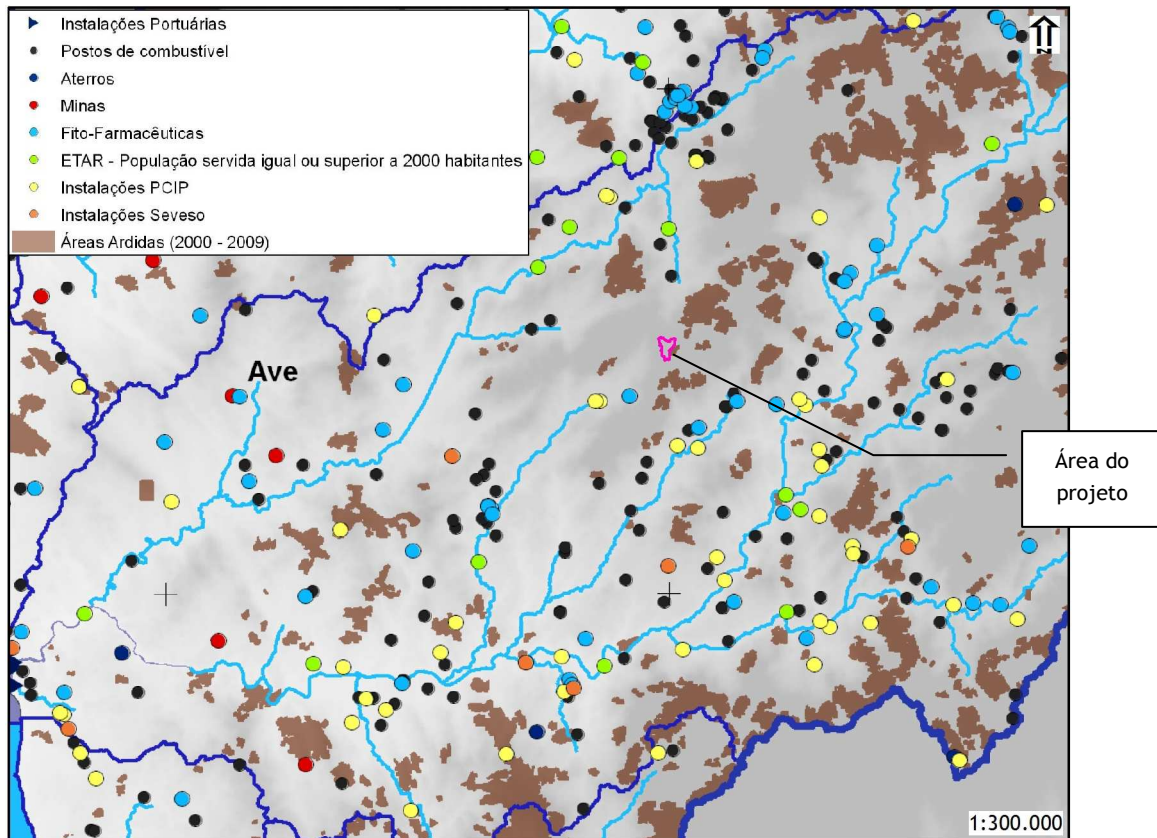 Instalações Portuárias
Postos de combustível
Aterros
Minas
Fito-Farmacêuticas
ETAR - População servida igual ou superior a 2000 habitantes
Instalações PCIP
Instalações Seveso
Áreas Ardidas (2000 - 2009)
N
Ave
Área do
projeto
1:300.000